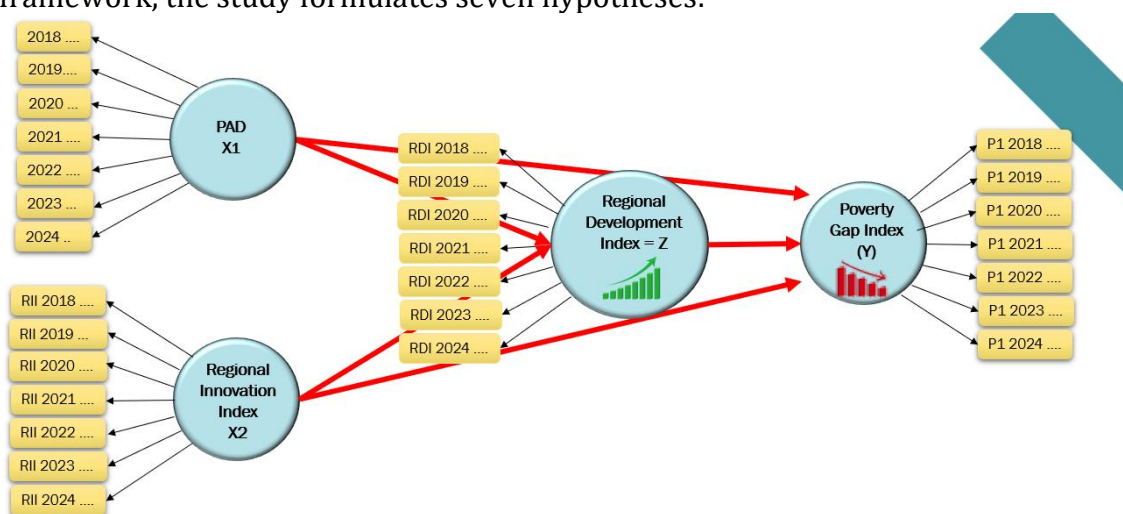 framework, the study formulates seven hypotheses.
2018 ....
2019....
2020 ...
2021 ....
2022 ....
2023 ...
2024 ..
PAD
X1
RII 2018 ....
RII 2019 ...
RII 2020 ....
RII 2021 ....
RII 2022 ....
RII 2023 ....
RII 2024 ....
Regional
Innovation
Index
X2
RDI 2018 ....
RDI 2019 ....
RDI 2020 ....
RDI 2021 ....
RDI 2022 ....
RDI 2023 ....
RDI 2024 ....
Regional
Development
Index = Z
Poverty
Gap Index
(Y)
P1 2018 ....
P1 2019 ....
P1 2020 ....
P1 2021 ....
P1 2022 ....
P1 2023 ....
P1 2024 ....